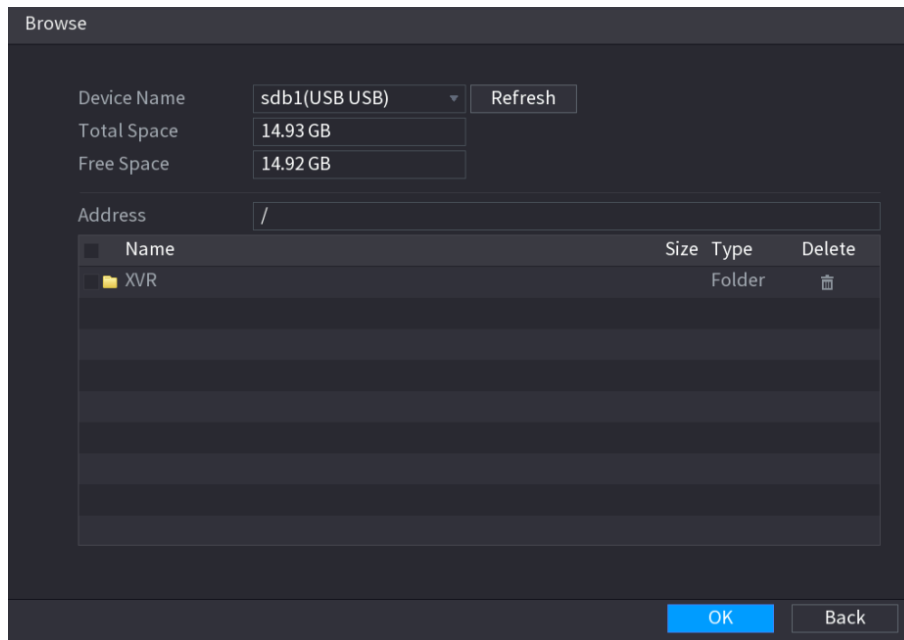 Browse
Device Name sdb1(USB USB) Refresh
Total Space 14.93 GB
Free Space 14.92 GB
Address /
Name Size Type Delete
XVR Folder
OK Back